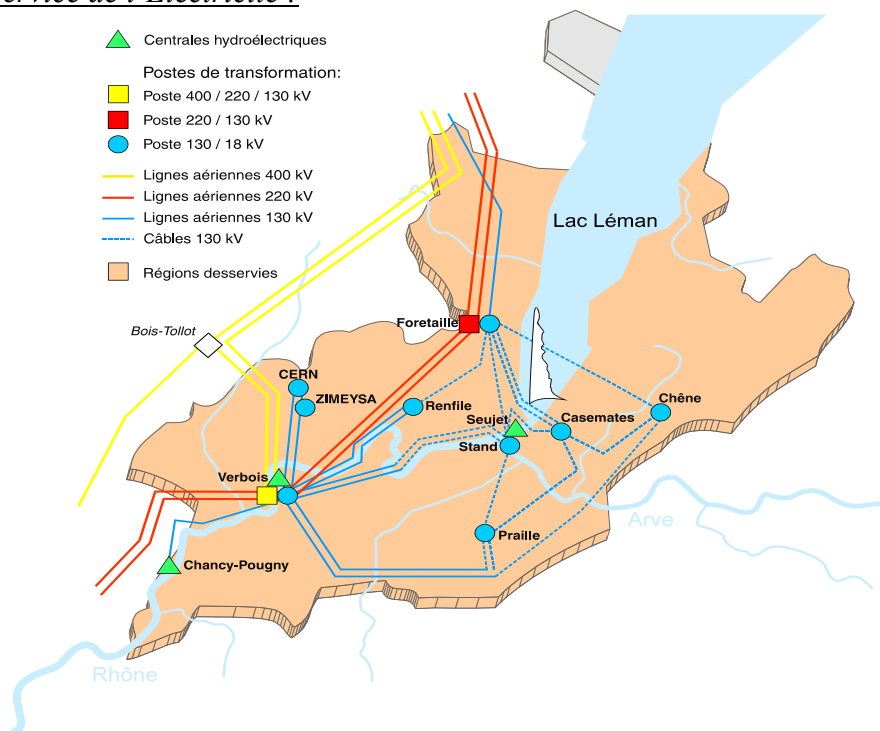 Centrales hydroélectriques
Postes de transformation:
Poste 400 / 220 / 130 kV
Poste 220 / 130 kV
Poste 130 / 18 kV
Lignes aériennes 400 kV
Lignes aériennes 220 kV
Lignes aériennes 130 kV
Câbles 130 kV
Régions desservies
Lac Léman
Bois-Tollot
Foretaille
CERN
ZIMEYSA
Renfile
Seujet
Casemates
Chêne
Stand
Verbois
Arve
Praille
Chancy-Pougny
Rhône